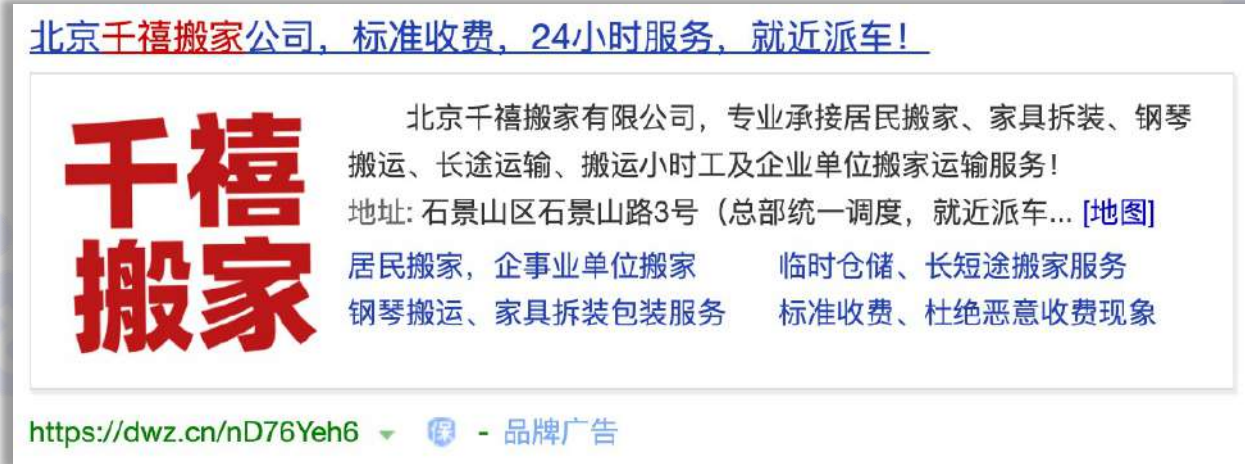 北京千禧搬家公司，标准收费，24小时服务，就近派车！
千禧
搬家
北京千禧搬家有限公司，专业承接居民搬家、家具拆装、钢琴
搬运、长途运输、搬运小时工及企业单位搬家运输服务！
地址: 石景山区石景山路3号（总部统一调度，就近派车... [地图]
居民搬家，企事业单位搬家 临时仓储、长短途搬家服务
钢琴搬运、家具拆装包装服务 标准收费、杜绝恶意收费现象
https://dwz.cn/nD76Yeh6 保 - 品牌广告